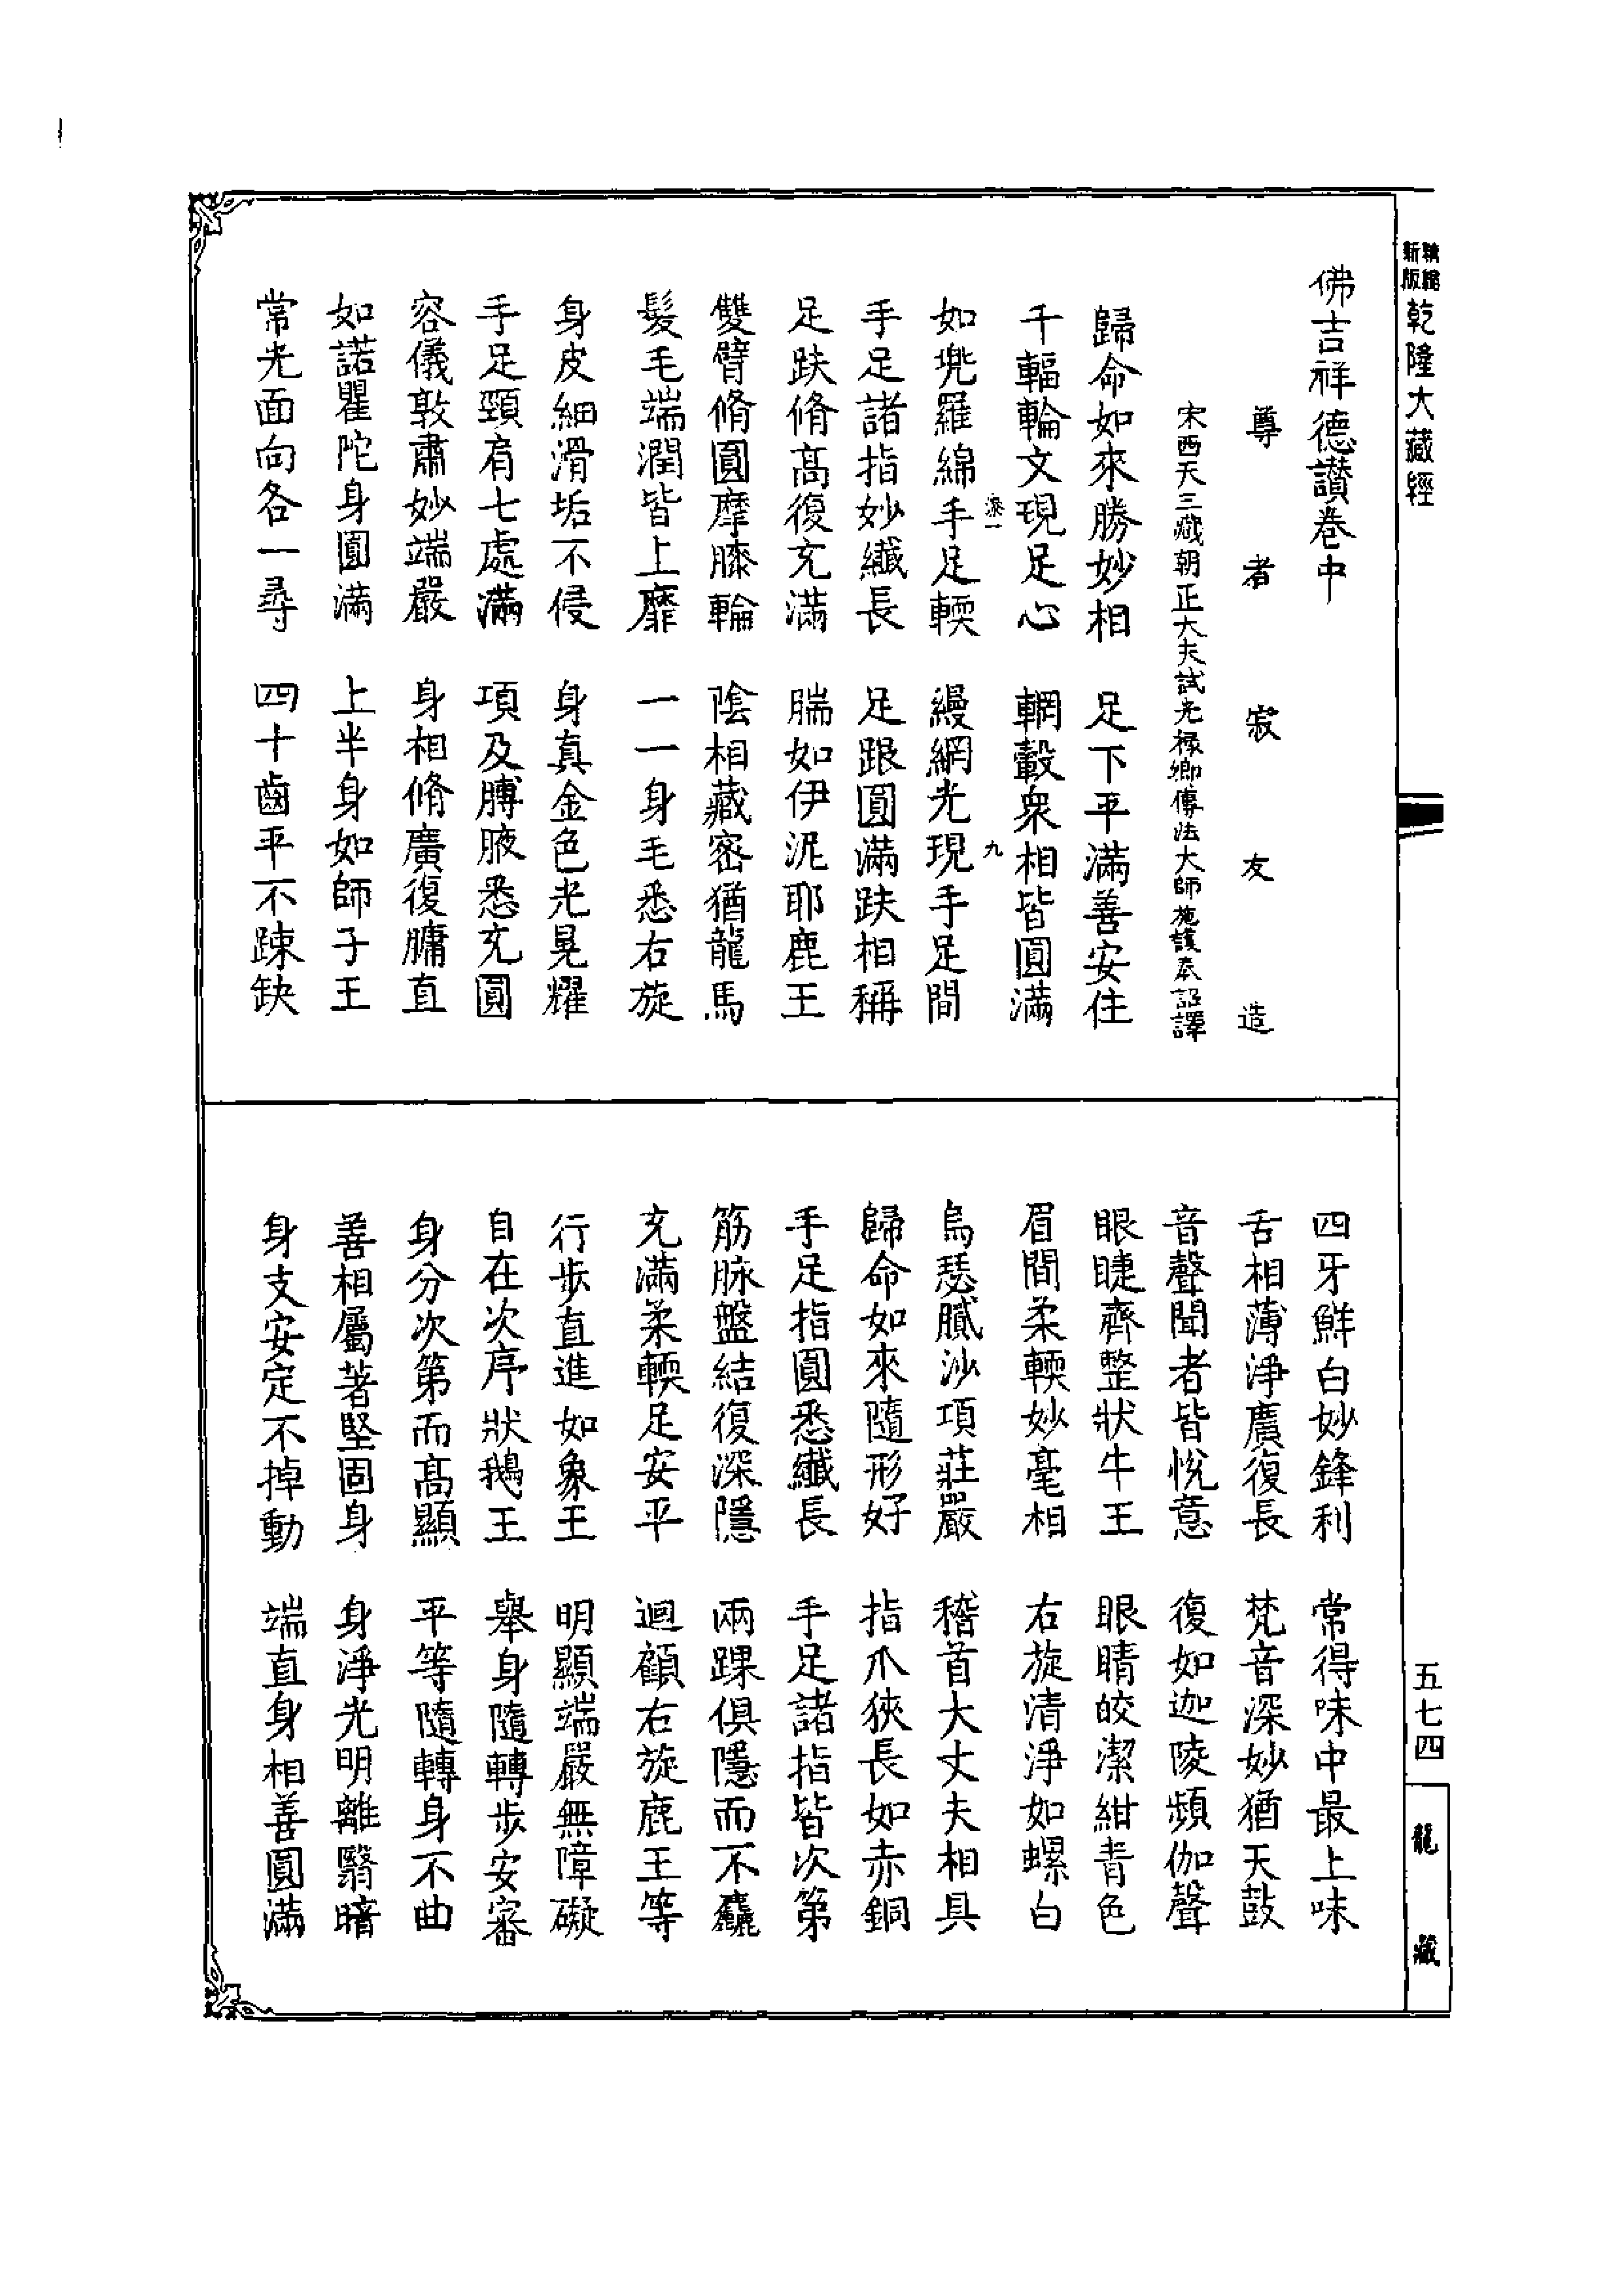 新版
精縮
乾隆大藏經
佛吉祥德讃卷中
尊者寂友造
宋西天三藏朝正大夫試光祿卿傳法大師施護奉詔譯
歸命如來勝妙相 足下平滿善安住
千輻輪文現足心 輞轂衆相皆圓滿
九
如兜羅綿手足輭 縵網光現手足間
手足諸指妙纖長 足跟圓滿趺相稱
足趺脩高復充滿 腨如伊泥耶鹿王
雙臂脩圓摩膝輪 陰相藏密猶龍馬
髮毛端潤皆上靡 一一身毛悉右旋
身皮細滑垢不侵 身真金色光晃耀
手足頸肩七處滿 項及膊腋悉充圓
容儀敦肅妙端嚴 身相脩廣復牗直
如諾瞿陀身圓滿 上半身如師子王
常光面向各一尋 四十齒平不踈缺
四牙鮮白妙鋒利 常得味中最上味
舌相薄淨廣復長 梵音深妙猶天鼓
音聲聞者皆悅意 復如迦陵頻伽聲
眼睫齊整狀牛王 眼睛皎潔紺青色
眉間柔輭妙毫相 右旋清淨如螺白
烏瑟膩沙項莊嚴 稽首大丈夫相具
歸命如來隨形好 指爪狹長如赤銅
手足指圓悉纖長 手足諸指皆次第
筋脉盤結復深隱 兩踝俱隱而不麤
充滿柔輭足安平 迴顧右旋鹿王等
行步直進如象王 明顯端嚴無障礙
自在次序狀鵝王 舉身隨轉步安審
身分次第而高顯 平等隨轉身不曲
善相屬著堅固身 身淨光明離翳暗
身支安定不掉動 端直身相善圓滿
五七四
龍藏